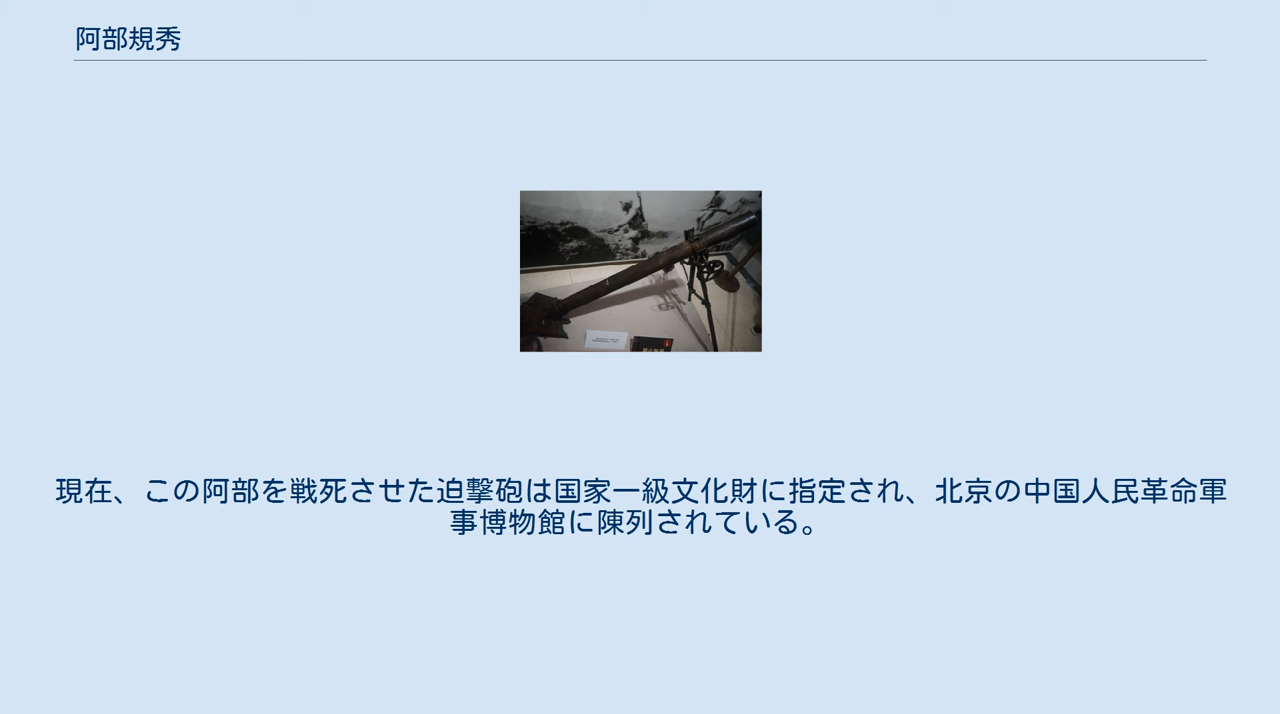 阿部規秀
現在、この阿部を戦死させた迫撃砲は国家一級文化財に指定され、北京の中国人民革命軍
事博物館に陳列されている。